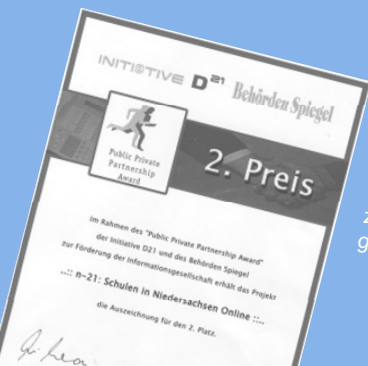 INITI@TIVE D²¹ Behörden Spiegel
Public Private
Partnership
Award
2. Preis
Im Rahmen des "Public Private Partnership Award"
der Initiative D21 und des Behörden Spiegel
zur Förderung der Informationsgesellschaft erhält das Projekt
..:: n-21: Schulen in Niedersachsen Online ::..
die Auszeichnung für den 2. Platz.